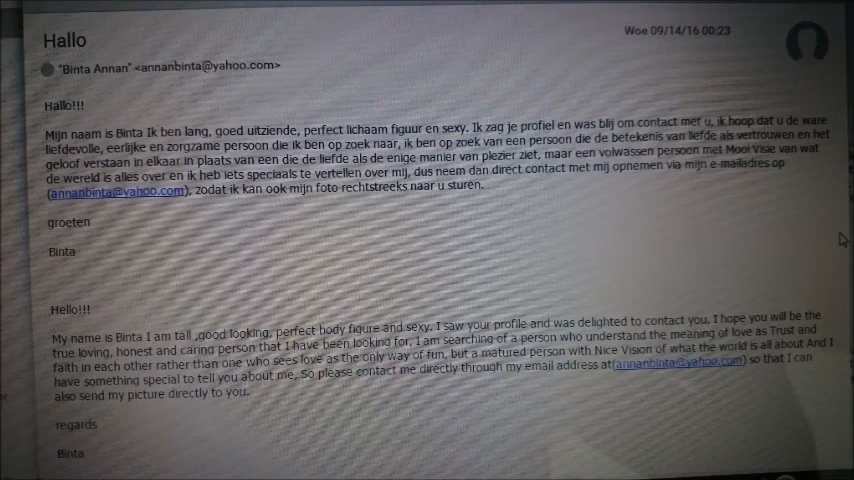 Hallo
Woe 09/14/16 00:23
"Binta Annan" <annanbinta@yahoo.com>
Hallo!!!
Mijn naam is Binta Ik ben lang, goed uitziende, perfect lichaam figuur en sexy. Ik zag je profiel en was blij om contact met u, ik hoop dat u de ware
liefdevolle, eerlijke en zorgzame persoon die ik ben op zoek naar, ik ben op zoek van een persoon die de betekenis van liefde als vertrouwen en het
geloof verstaan in elkaar in plaats van een die de liefde als de enige manier van plezier ziet, maar een volwassen persoon met Mooi Visie van wat
de wereld is alles over en ik heb iets speciaals te vertellen over mij, dus neem dan direct contact met mij opnemen via mijn e-mailadres op
(annanbinta@yahoo.com), zodat ik kan ook mijn foto rechtstreeks naar u sturen.
groeten
Binta
Hello!!!
My name is Binta I am tall ,good looking, perfect body figure and sexy. I saw your profile and was delighted to contact you, I hope you will be the
true loving, honest and caring person that I have been looking for, I am searching of a person who understand the meaning of love as Trust and
faith in each other rather than one who sees love as the only way of fun, but a matured person with Nice Vision of what the world is all about And I
have something special to tell you about me, So please contact me directly through my email address at(annanbinta@yahoo.com) so that I can
also send my picture directly to you.
regards
Binta